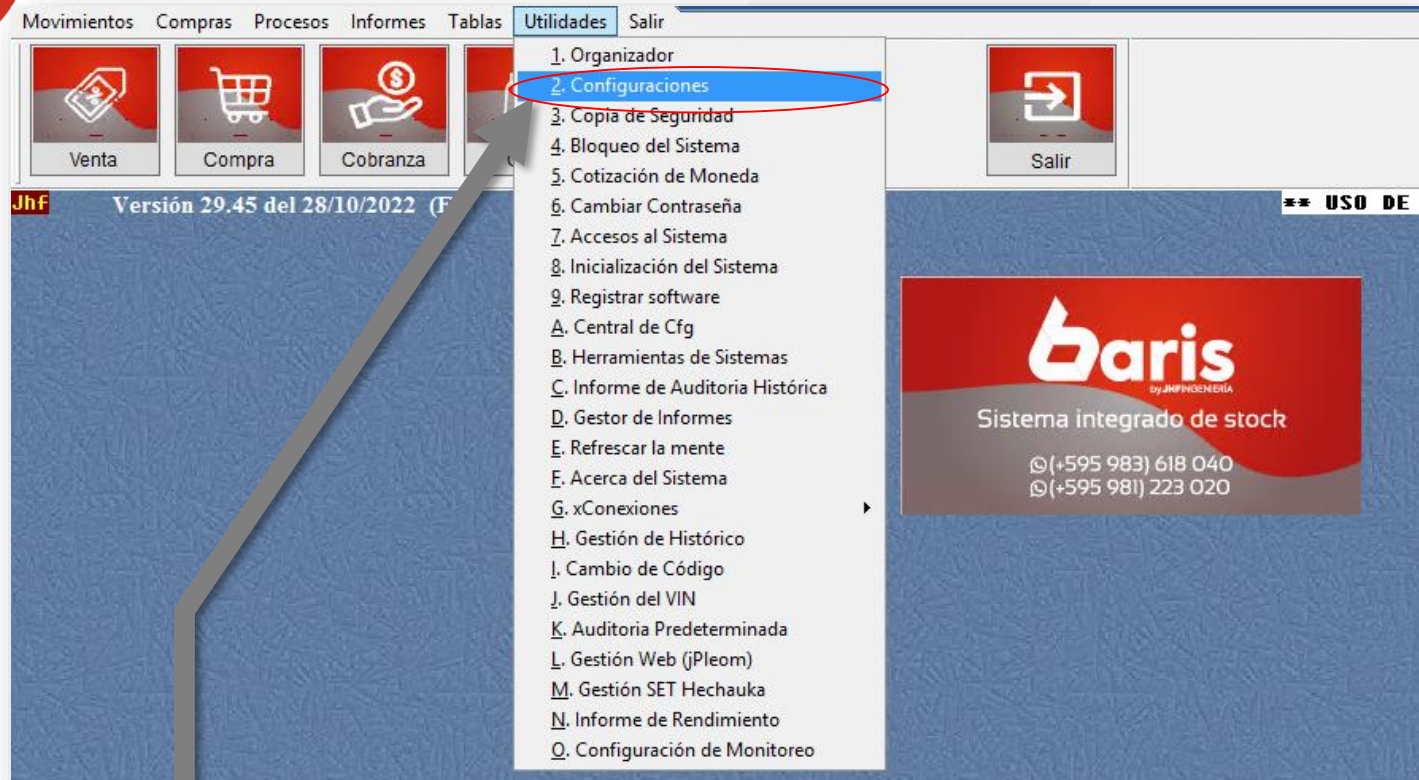 Movimientos Compras Procesos Informes Tablas Utilidades Salir
Venta
Compra
Cobranza
Salir
Jhf Versión 29.45 del 28/10/2022
** USO DE
1. Organizador
2. Configuraciones
3. Copia de Seguridad
4. Bloqueo del Sistema
5. Cotización de Moneda
6. Cambiar Contraseña
7. Accesos al Sistema
8. Inicialización del Sistema
9. Registrar software
A. Central de Cfg
B. Herramientas de Sistemas
C. Informe de Auditoria Histórica
D. Gestor de Informes
E. Refrescar la mente
F. Acerca del Sistema
G. xConexiones
H. Gestión de Histórico
I. Cambio de Código
J. Gestión del VIN
K. Auditoria Predeterminada
L. Gestión Web (jPleom)
M. Gestión SET Hechauka
N. Informe de Rendimiento
O. Configuración de Monitoreo
baris
by JHF INGENIERÍA
Sistema integrado de stock
(+595 983) 618 040
(+595 981) 223 020